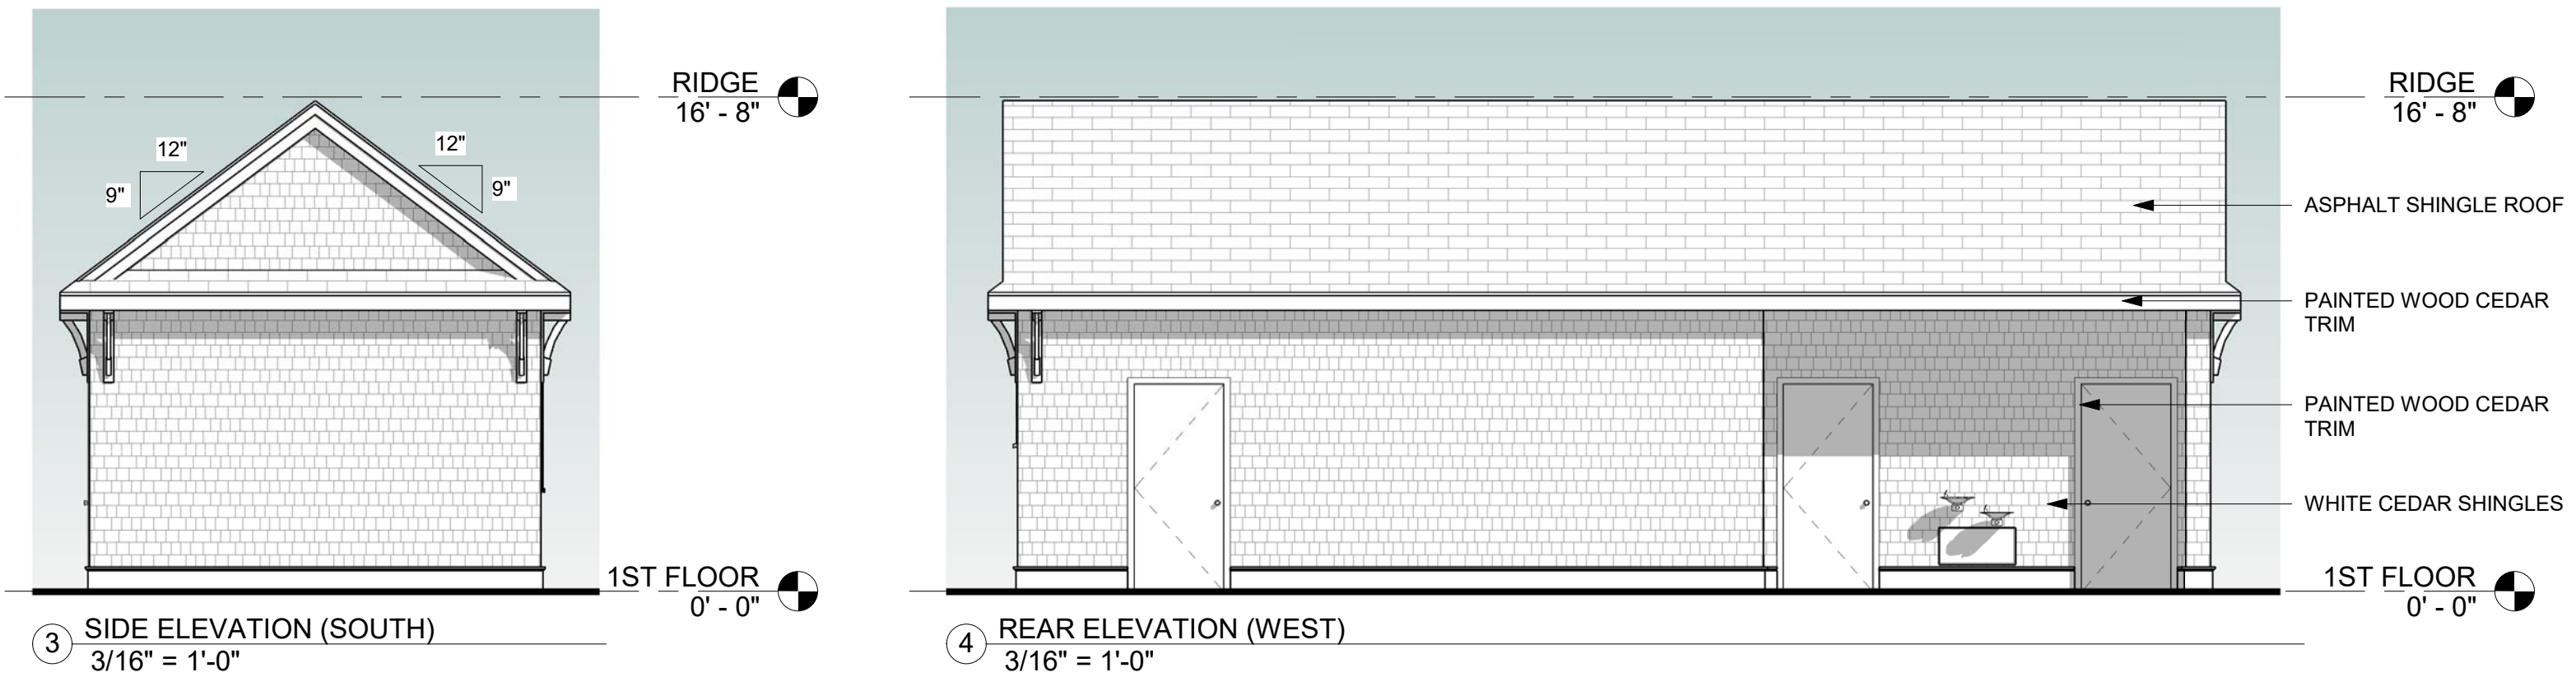 RIDGE
16' - 8"
12"
9"
12"
9"
1ST FLOOR
0' - 0"
3
SIDE ELEVATION (SOUTH)
3/16" = 1'-0"
RIDGE
16' - 8"
ASPHALT SHINGLE ROOF
PAINTED WOOD CEDAR
TRIM
PAINTED WOOD CEDAR
TRIM
WHITE CEDAR SHINGLES
1ST FLOOR
0' - 0"
4
REAR ELEVATION (WEST)
3/16" = 1'-0"